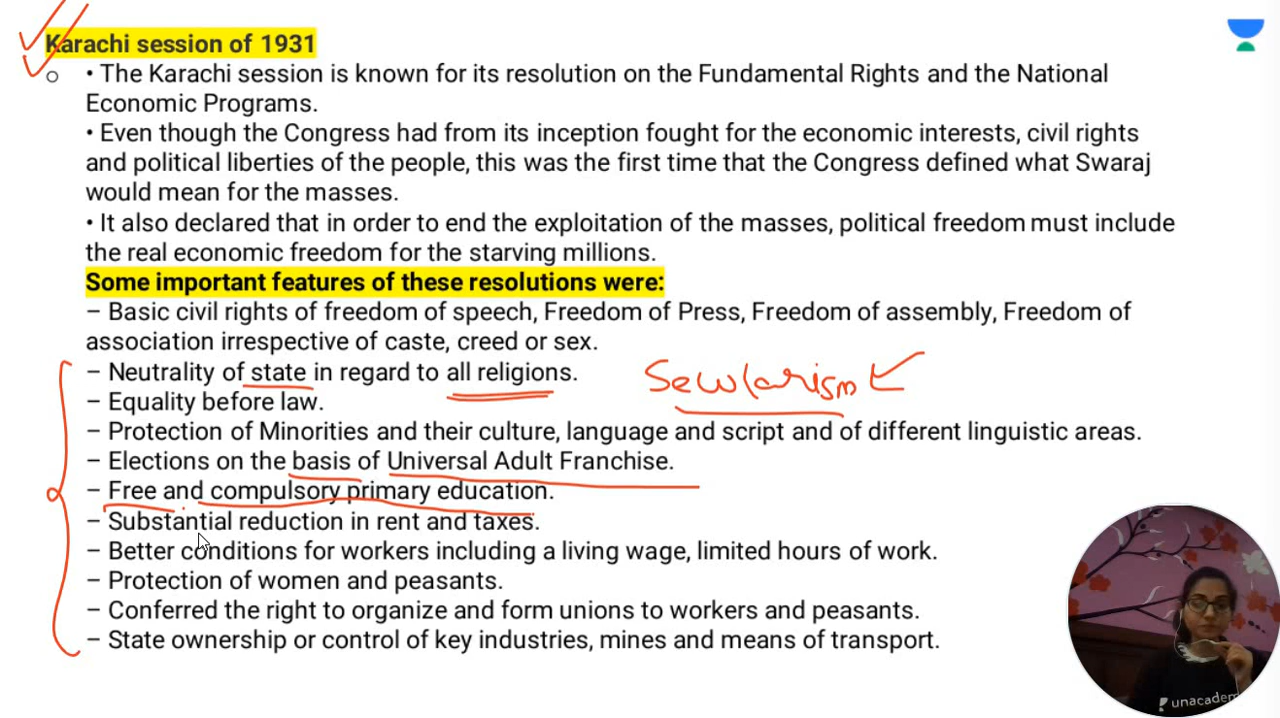 Karachi session of 1931
○ • The Karachi session is known for its resolution on the Fundamental Rights and the National
Economic Programs.
• Even though the Congress had from its inception fought for the economic interests, civil rights
and political liberties of the people, this was the first time that the Congress defined what Swaraj
would mean for the masses.
• It also declared that in order to end the exploitation of the masses, political freedom must include
the real economic freedom for the starving millions.
Some important features of these resolutions were:
– Basic civil rights of freedom of speech, Freedom of Press, Freedom of assembly, Freedom of
association irrespective of caste, creed or sex.
– Neutrality of state in regard to all religions.
Secularism
– Equality before law.
– Protection of Minorities and their culture, language and script and of different linguistic areas.
– Elections on the basis of Universal Adult Franchise.
– Free and compulsory primary education.
– Substantial reduction in rent and taxes.
– Better conditions for workers including a living wage, limited hours of work.
– Protection of women and peasants.
– Conferred the right to organize and form unions to workers and peasants.
– State ownership or control of key industries, mines and means of transport.
unacadem